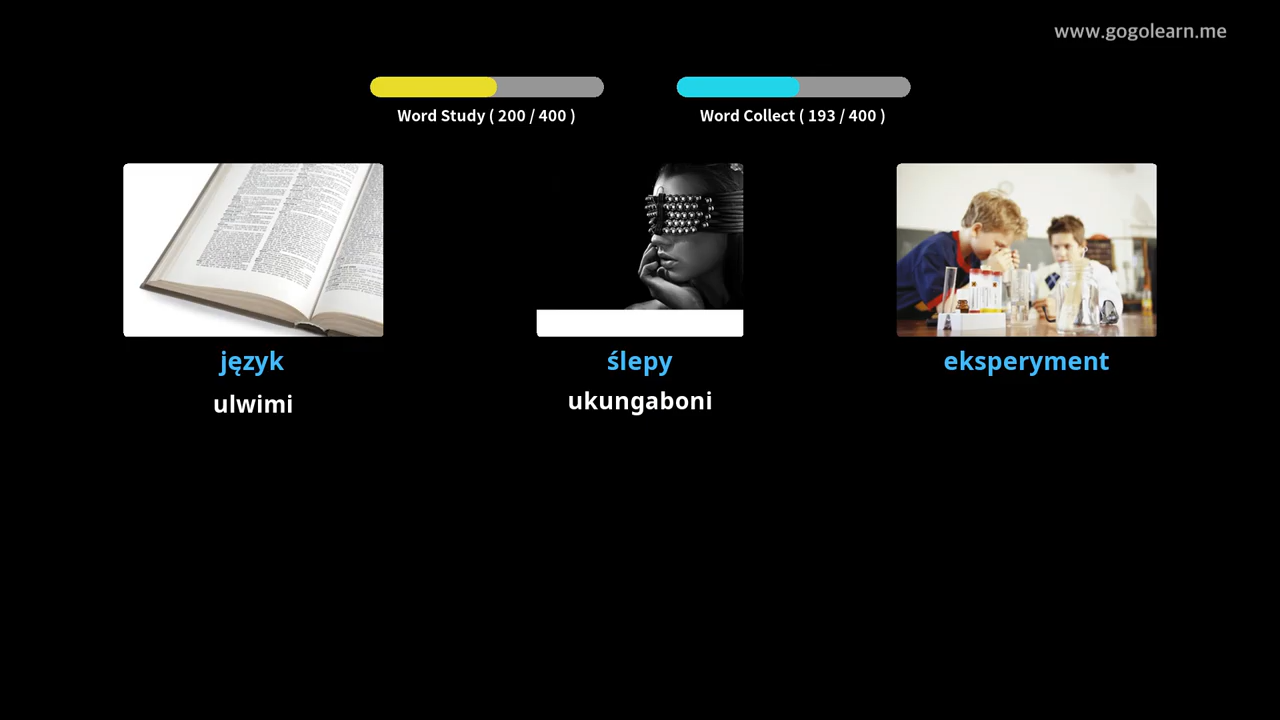 www.gogolearn.me
Word Study ( 200 / 400 )
Word Collect ( 193 / 400 )
język
ślepy
eksperyment
ulwimi
ukungaboni